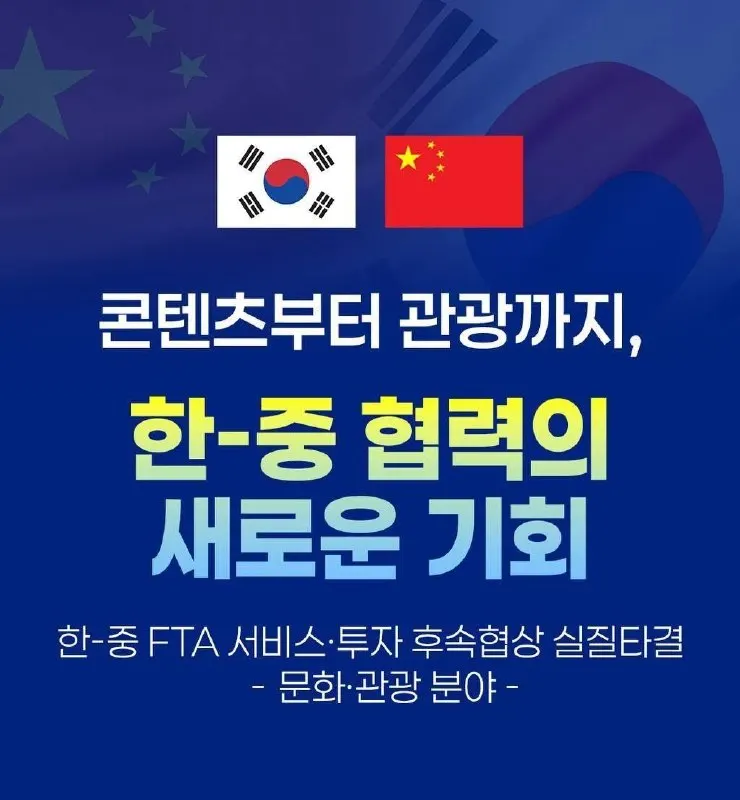 콘텐츠부터 관광까지,
한-중 협력의
새로운 기회
한-중 FTA 서비스·투자 후속협상 실질타결
- 문화·관광 분야 -